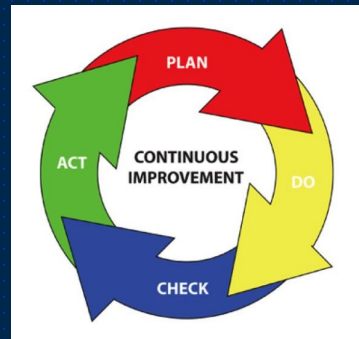 PLAN
DO
CHECK
ACT
CONTINUOUS
IMPROVEMENT